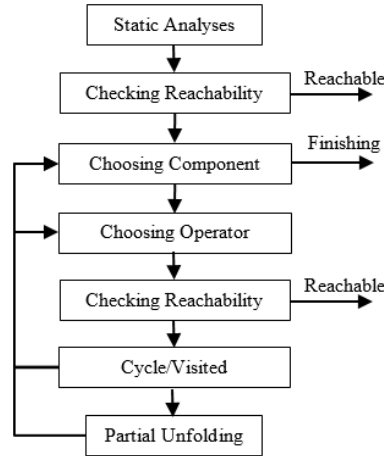 Static Analyses
Reachable
Checking Reachability
Finishing
Choosing Component
Choosing Operator
Reachable
Checking Reachability
Cycle/Visited
Partial Unfolding